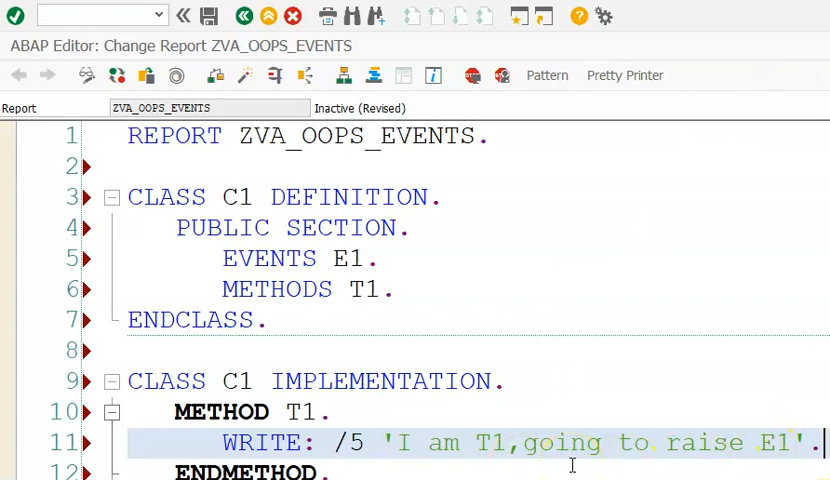 ABAP Editor: Change Report ZVA_OOPS_EVENTS
Pattern Pretty Printer
Report ZVA_OOPS_EVENTS Inactive (Revised)
1 REPORT ZVA_OOPS_EVENTS.
2
3 CLASS C1 DEFINITION.
4 PUBLIC SECTION.
5 EVENTS E1.
6 METHODS T1.
7 ENDCLASS.
8
9 CLASS C1 IMPLEMENTATION.
10 METHOD T1.
11 WRITE: /5 'I am T1,going to raise E1'.
12 ENDMETHOD.